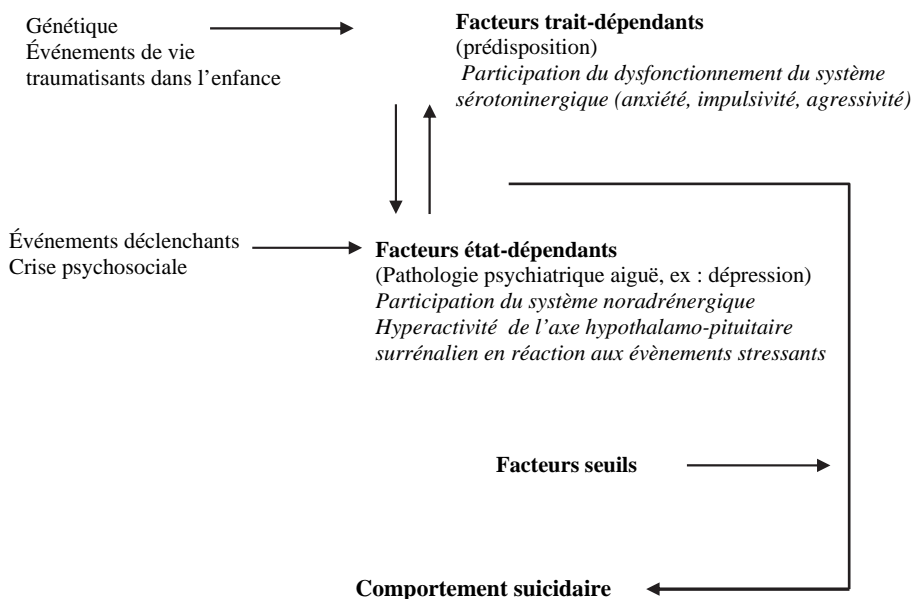 Génétique
Événements de vie
traumatisants dans l’enfance
Facteurs trait-dépendants
(prédisposition)
Participation du dysfonctionnement du système
sérotoninergique (anxiété, impulsivité, agressivité)
Événements déclenchants
Crise psychosociale
Facteurs état-dépendants
(Pathologie psychiatrique aiguë, ex : dépression)
Participation du système noradrénergique
Hyperactivité de l’axe hypothalamo-pituitaire
surrénalien en réaction aux évènements stressants
Facteurs seuils
Comportement suicidaire